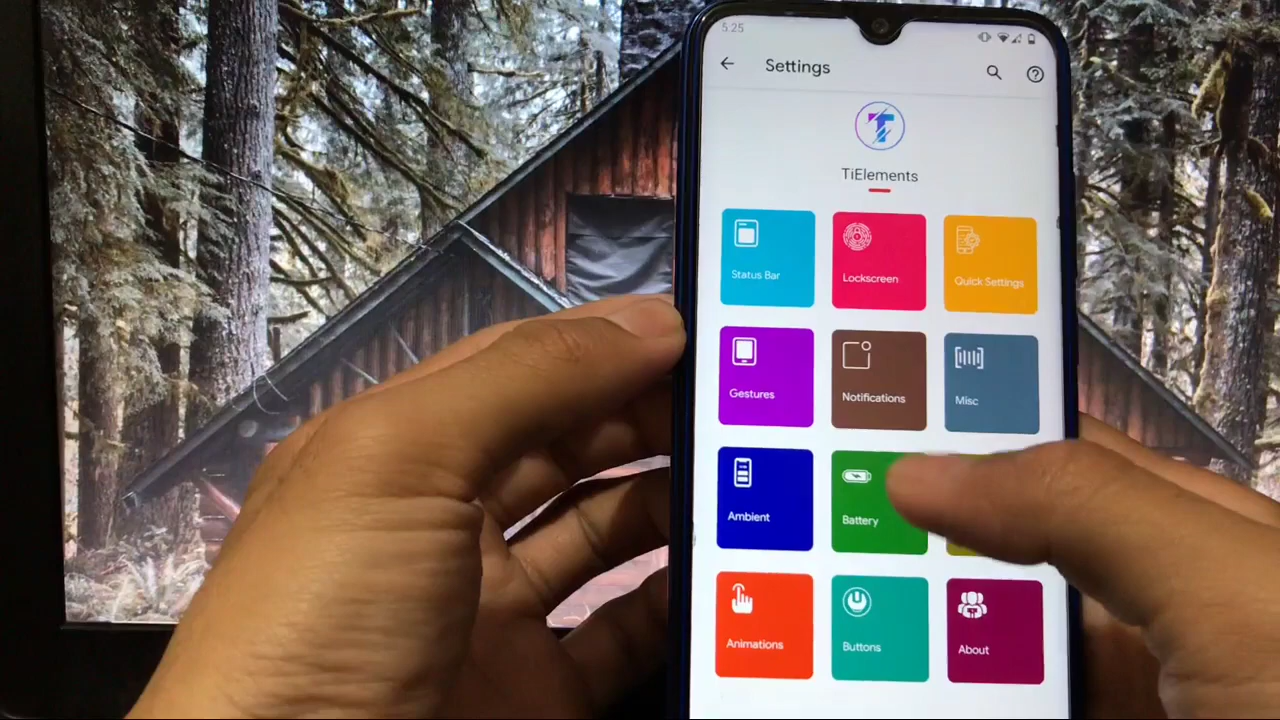 5.25
Settings
TiElements
Status Bar
Lockscreen
Quick Settings
Gestures
Notifications
Misc
Ambient
Battery
Animations
Buttons
About